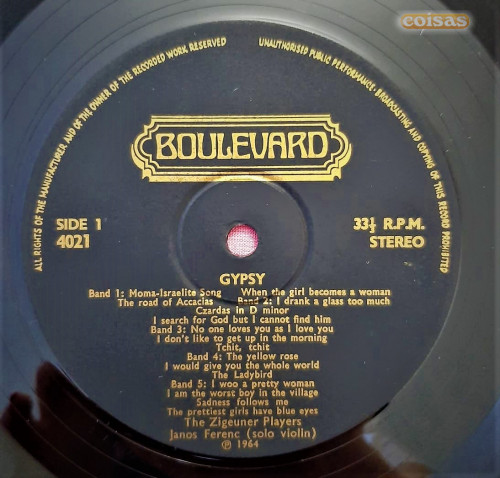 coisas
ALL RIGHTS OF THE MANUFACTURER AND OF THE OWNER OF THE RECORDED WORK RESERVED
UNAUTHORISED PUBLIC PERFORMANCE· BROADCASTING AND COPYING OF THIS RECORD PROHIBITED
BOULEVARD
SIDE 1
4021
33⅓ R.P.M.
STEREO
GYPSY
Band 1: Moma-Israelite Song When the girl becomes a woman
The road of Accacias Band 2: I drank a glass too much
Czardas in D minor
I search for God but I cannot find him
Band 3: No one loves you as I love you
I don't like to get up in the morning
Tchit, tchit
Band 4: The yellow rose
I would give you the whole world
The Ladybird
Band 5: I woo a pretty woman
I am the worst boy in the village
Sadness follows me
The prettiest girls have blue eyes
The Zigeuner Players
Janos Ferenc (solo violin)
℗ 1964